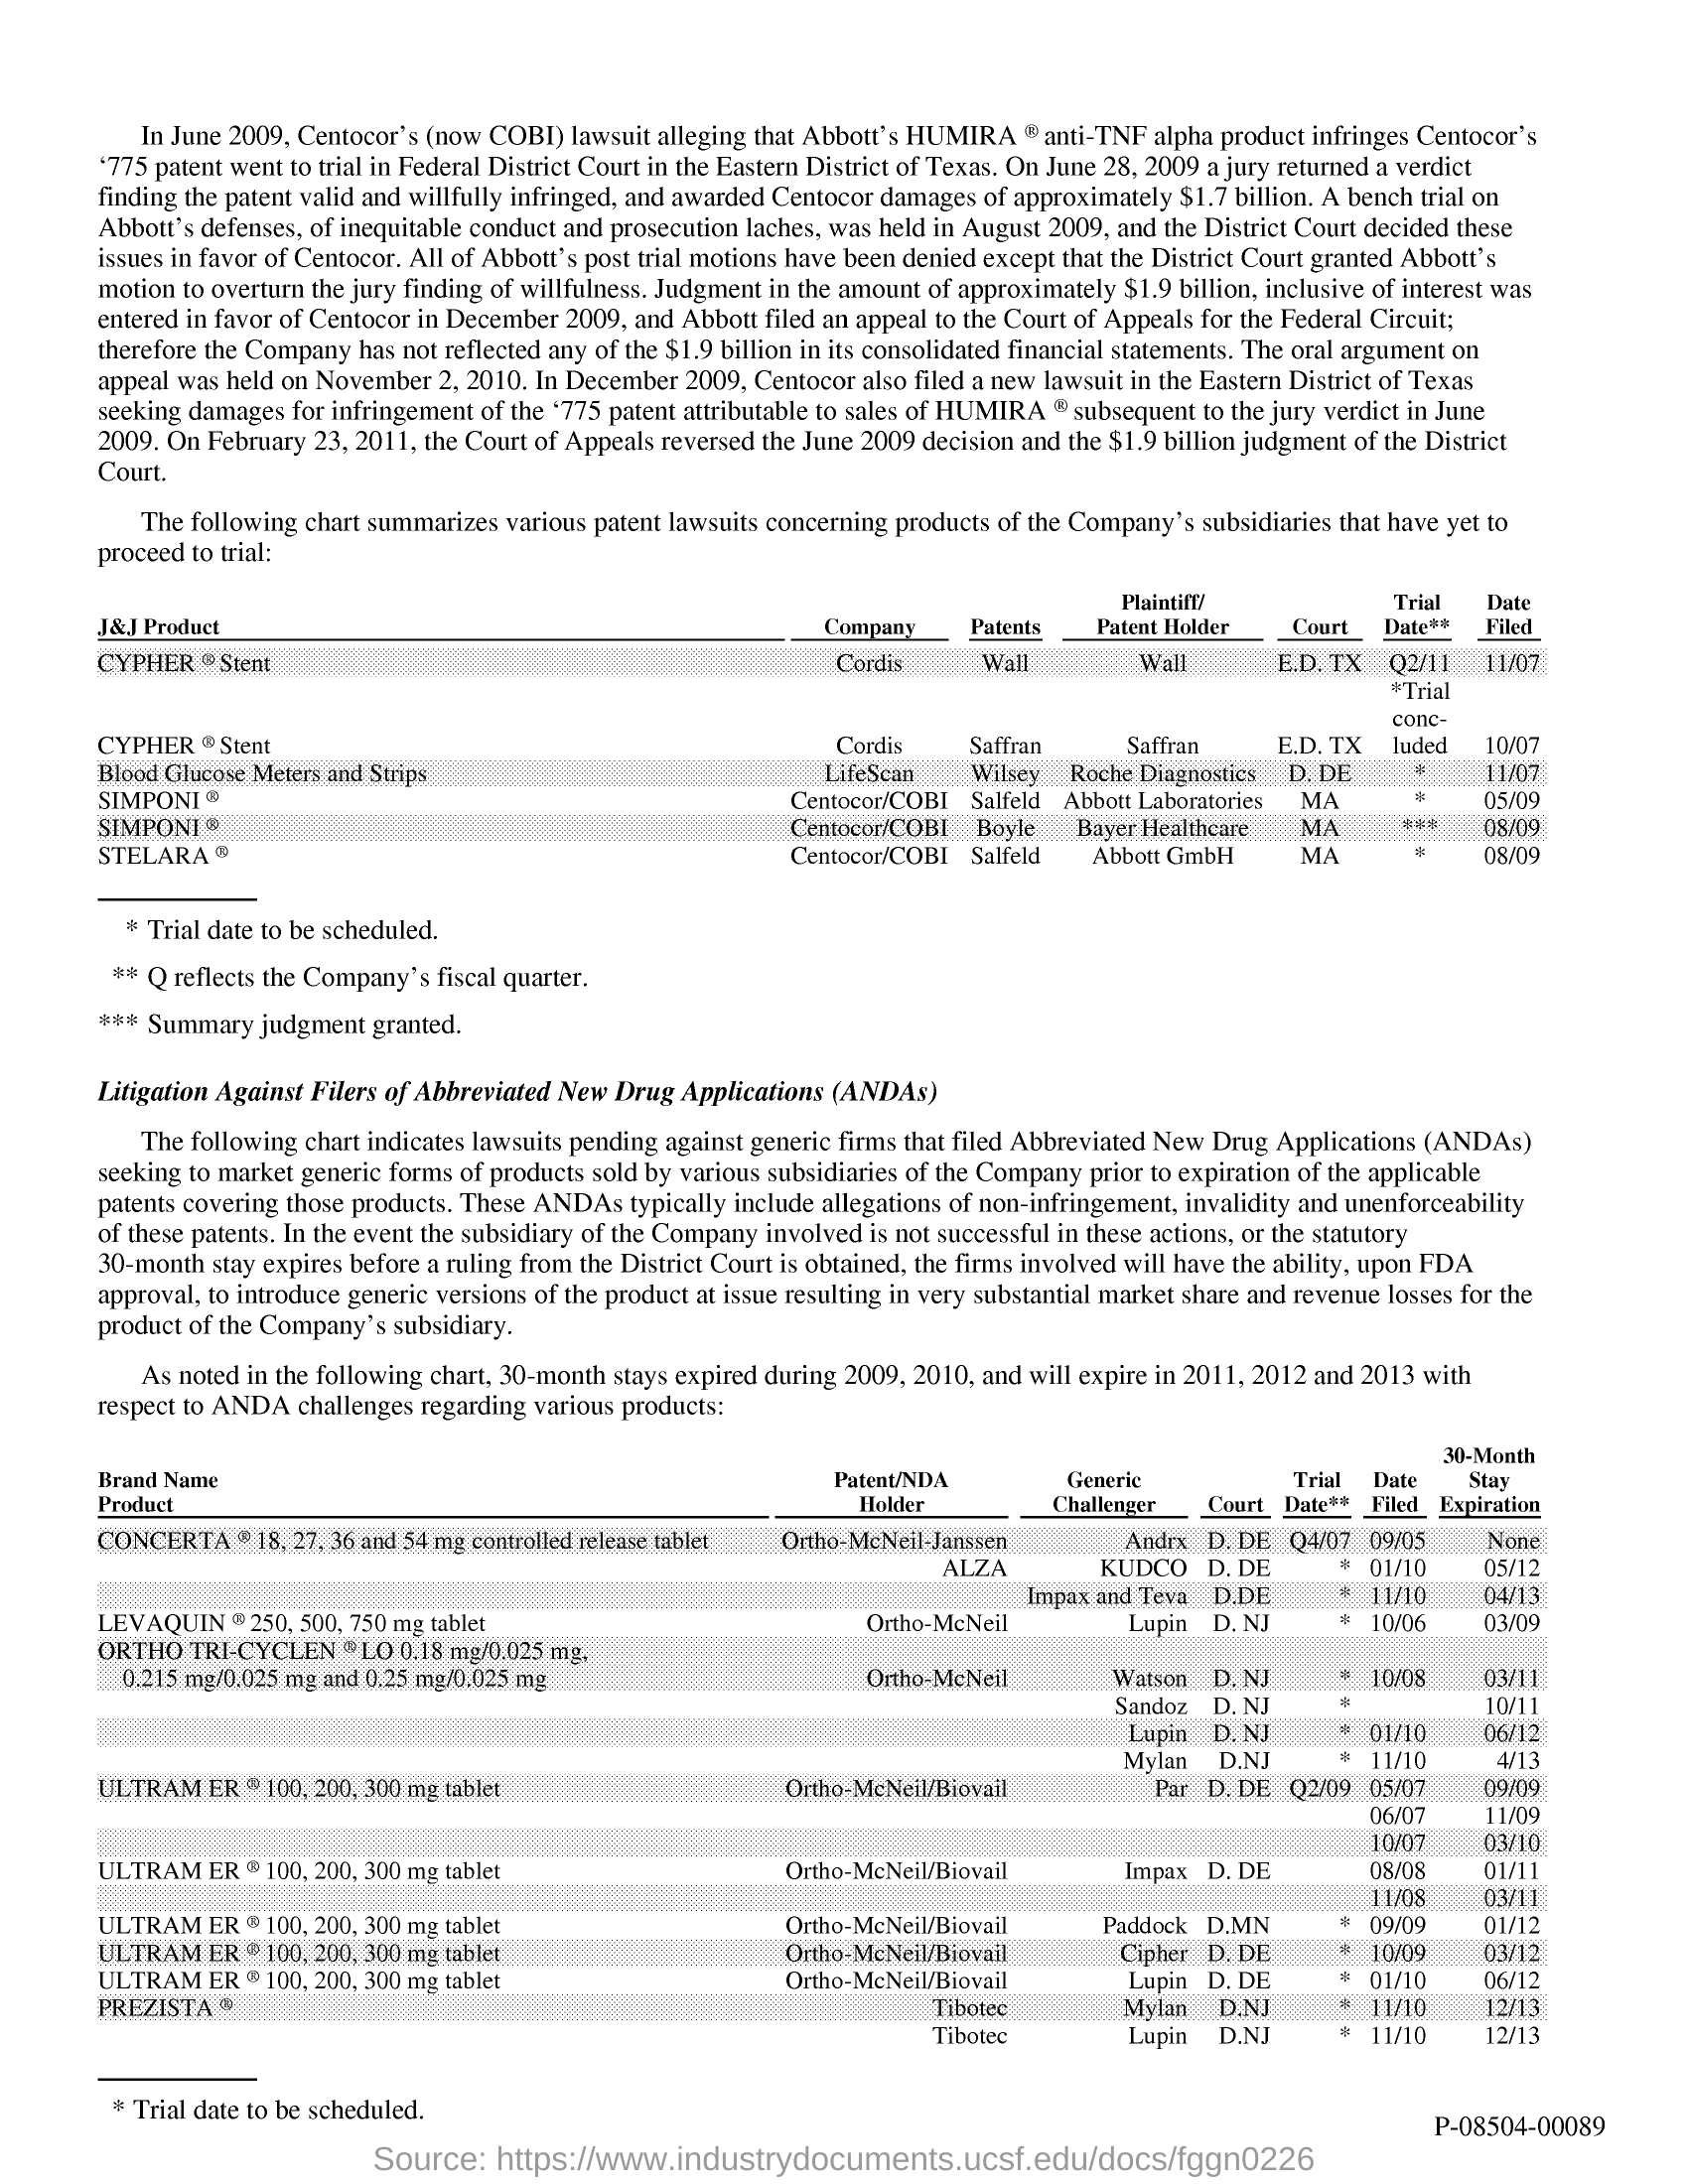 In June 2009, Centocor’s (now COBI) lawsuit alleging that Abbott’s HUMIRA ® anti-TNF alpha product infringes Centocor’s
‘775 patent went to trial in Federal District Court in the Eastern District of Texas. On June 28, 2009 a jury returned a verdict
finding the patent valid and willfully infringed, and awarded Centocor damages of approximately $1.7 billion. A bench trial on
Abbott’s defenses, of inequitable conduct and prosecution laches, was held in August 2009, and the District Court decided these
issues in favor of Centocor. All of Abbott’s post trial motions have been denied except that the District Court granted Abbott’s
motion to overturn the jury finding of willfulness. Judgment in the amount of approximately $1.9 billion, inclusive of interest was
entered in favor of Centocor in December 2009, and Abbott filed an appeal to the Court of Appeals for the Federal Circuit;
therefore the Company has not reflected any of the $1.9 billion in its consolidated financial statements. The oral argument on
appeal was held on November 2, 2010. In December 2009, Centocor also filed a new lawsuit in the Eastern District of Texas
seeking damages for infringement of the ‘775 patent attributable to sales of HUMIRA ® subsequent to the jury verdict in June
2009. On February 23, 2011, the Court of Appeals reversed the June 2009 decision and the $1.9 billion judgment of the District
Court.
The following chart summarizes various patent lawsuits concerning products of the Company’s subsidiaries that have yet to
proceed to trial:
Plaintiff/ Trial Date
J&J Product Company Patents Patent Holder Court Date** Filed
CYPHER ® Stent Cordis Wall Wall E.D. TX Q2/11 11/07
*Trial
conc-
CYPHER ® Stent Cordis Saffran Saffran E.D. TX luded 10/07
Blood Glucose Meters and Strips LifeScan Wilsey Roche Diagnostics D. DE * 11/07
SIMPONI ® Centocor/COBI Salfeld Abbott Laboratories MA * 05/09
SIMPONI ® Centocor/COBI Boyle Bayer Healthcare MA *** 08/09
STELARA ® Centocor/COBI Salfeld Abbott GmbH MA * 08/09
* Trial date to be scheduled.
** Q reflects the Company’s fiscal quarter.
*** Summary judgment granted.
Litigation Against Filers of Abbreviated New Drug Applications (ANDAs)
The following chart indicates lawsuits pending against generic firms that filed Abbreviated New Drug Applications (ANDAs)
seeking to market generic forms of products sold by various subsidiaries of the Company prior to expiration of the applicable
patents covering those products. These ANDAs typically include allegations of non-infringement, invalidity and unenforceability
of these patents. In the event the subsidiary of the Company involved is not successful in these actions, or the statutory
30-month stay expires before a ruling from the District Court is obtained, the firms involved will have the ability, upon FDA
approval, to introduce generic versions of the product at issue resulting in very substantial market share and revenue losses for the
product of the Company’s subsidiary.
As noted in the following chart, 30-month stays expired during 2009, 2010, and will expire in 2011, 2012 and 2013 with
respect to ANDA challenges regarding various products:
30-Month
Brand Name Patent/NDA Generic Trial Date Stay
Product Holder Challenger Court Date** Filed Expiration
CONCERTA ® 18, 27, 36 and 54 mg controlled release tablet Ortho-McNeil-Janssen Andrx D. DE Q4/07 09/05 None
ALZA KUDCO D. DE * 01/10 05/12
Impax and Teva D.DE * 11/10 04/13
LEVAQUIN ® 250, 500, 750 mg tablet Ortho-McNeil Lupin D. NJ * 10/06 03/09
ORTHO TRI-CYCLEN ® LO 0.18 mg/0.025 mg,
0.215 mg/0.025 mg and 0.25 mg/0.025 mg Ortho-McNeil Watson D. NJ * 10/08 03/11
Sandoz D. NJ * 10/11
Lupin D. NJ * 01/10 06/12
Mylan D.NJ * 11/10 4/13
ULTRAM ER ® 100, 200, 300 mg tablet Ortho-McNeil/Biovail Par D. DE Q2/09 05/07 09/09
06/07 11/09
10/07 03/10
ULTRAM ER ® 100, 200, 300 mg tablet Ortho-McNeil/Biovail Impax D. DE 08/08 01/11
11/08 03/11
ULTRAM ER ® 100, 200, 300 mg tablet Ortho-McNeil/Biovail Paddock D.MN * 09/09 01/12
ULTRAM ER ® 100, 200, 300 mg tablet Ortho-McNeil/Biovail Cipher D. DE * 10/09 03/12
ULTRAM ER ® 100, 200, 300 mg tablet Ortho-McNeil/Biovail Lupin D. DE * 01/10 06/12
PREZISTA ® Tibotec Mylan D.NJ * 11/10 12/13
Tibotec Lupin D.NJ * 11/10 12/13
* Trial date to be scheduled.
P-08504-00089
Source: https://www.industrydocuments.ucsf.edu/docs/fggn0226